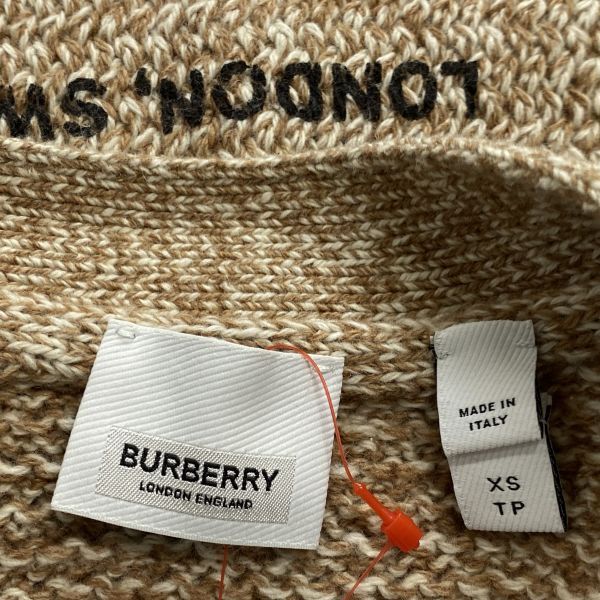 LONDON, SW
BURBERRY
LONDON ENGLAND
MADE IN
ITALY
XS
TP